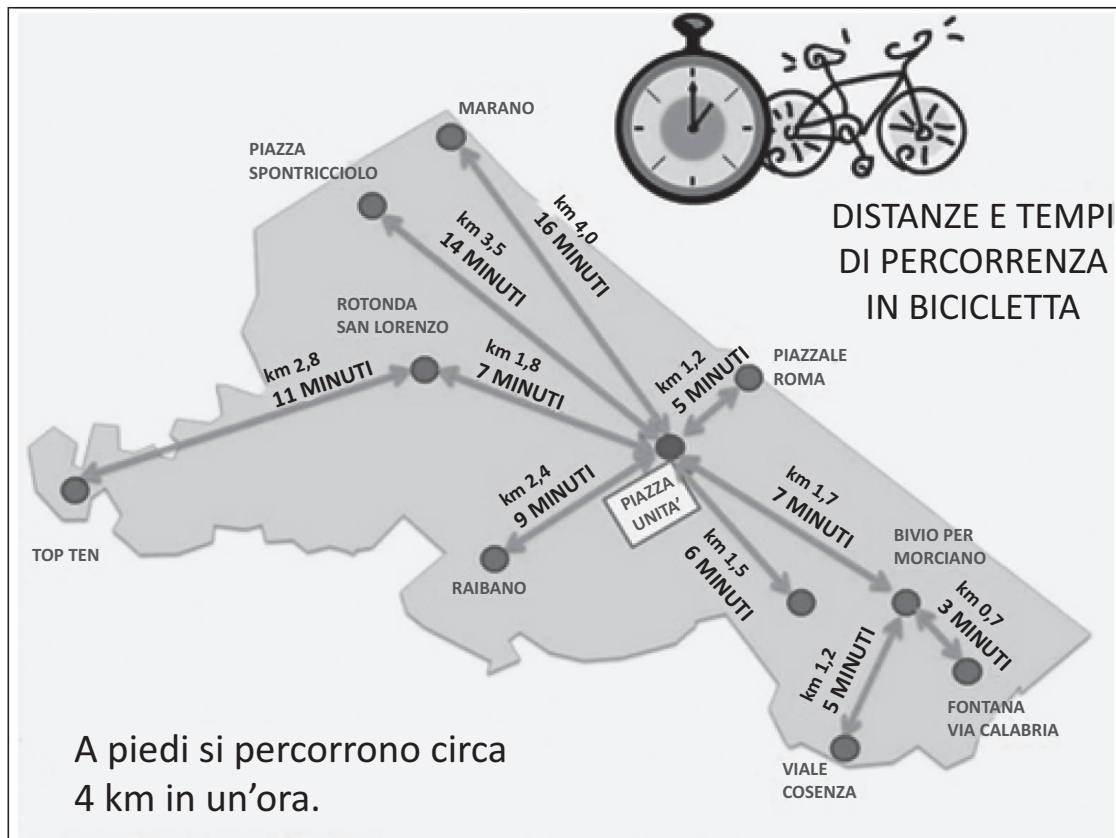 MARANO
PIAZZA
SPONTRICCIOLO
km 4,0
16 MINUTI
km 3,5
14 MINUTI
DISTANZE E TEMPI
DI PERCORRENZA
IN BICICLETTA
ROTONDA
SAN LORENZO
km 2,8
11 MINUTI
km 1,8
7 MINUTI
km 1,2
5 MINUTI
PIAZZALE
ROMA
km 2,4
9 MINUTI
PIAZZA
UNITA'
km 1,7
7 MINUTI
km 1,5
6 MINUTI
BIVIO PER
MORCIANO
TOP TEN
RAIBANO
km 0,7
3 MINUTI
km 1,2
5 MINUTI
FONTANA
VIA CALABRIA
VIALE
COSENZA
A piedi si percorrono circa
4 km in un'ora.